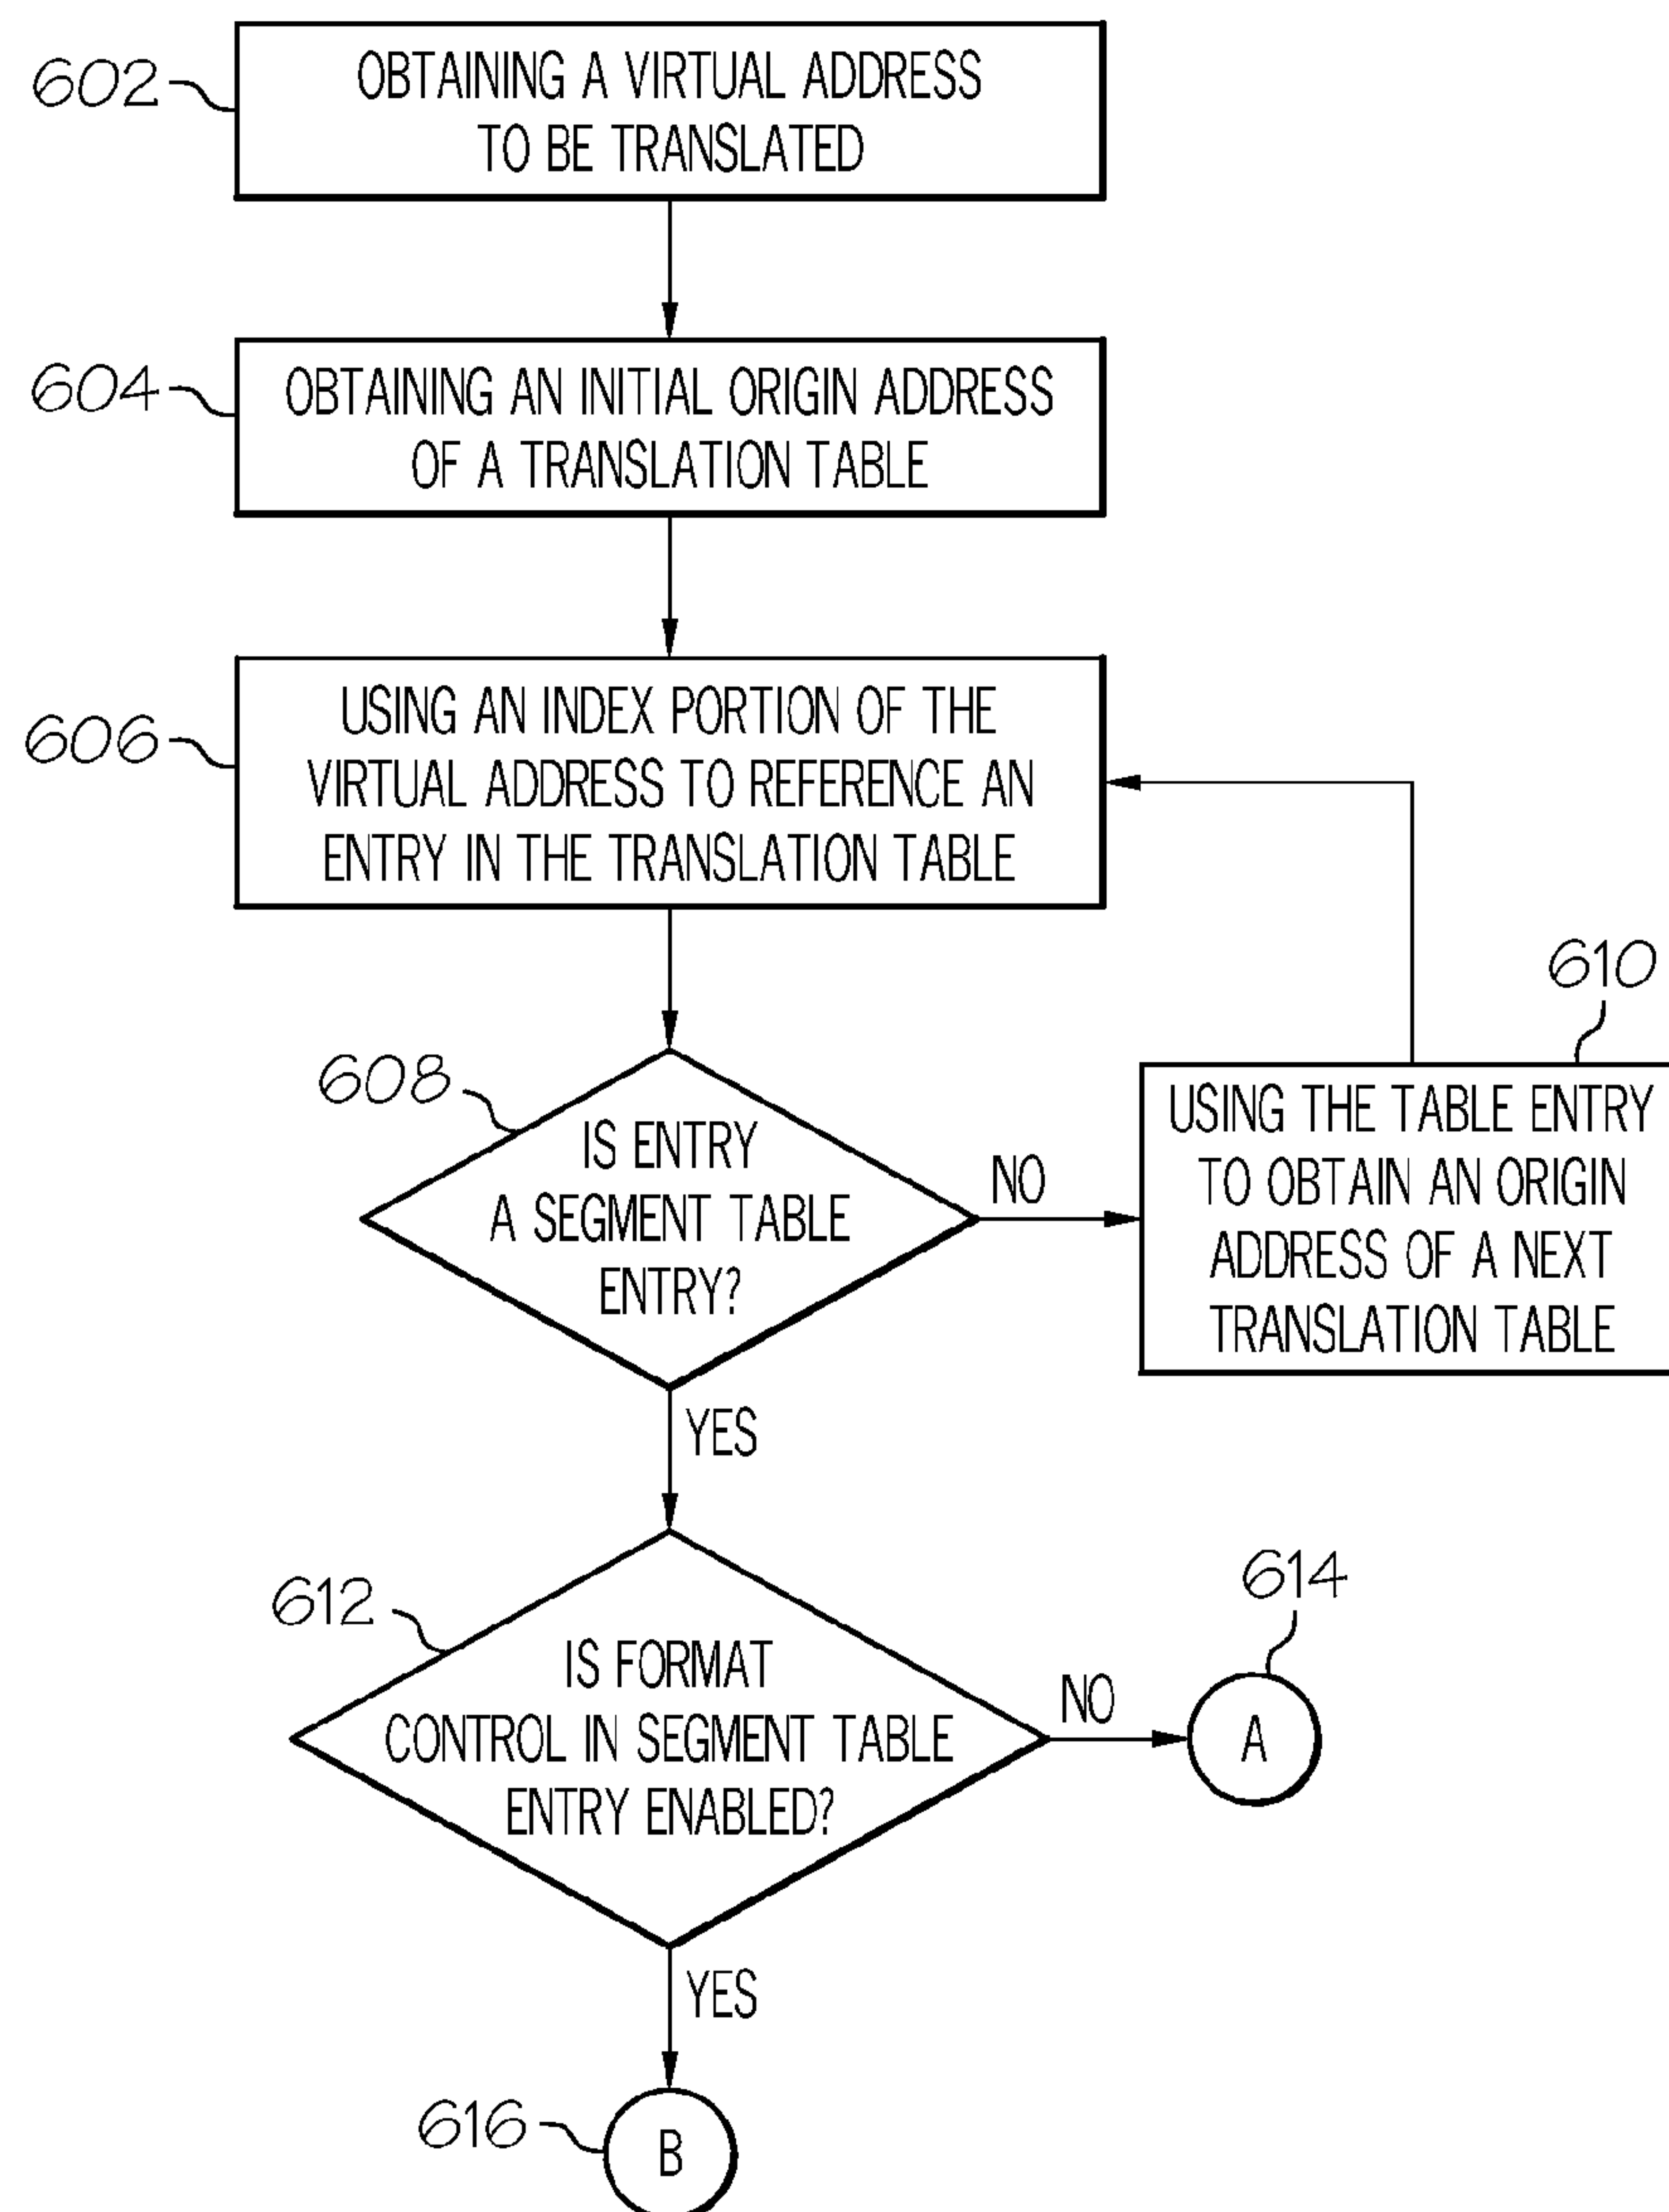 602
OBTAINING A VIRTUAL ADDRESS
TO BE TRANSLATED
604
OBTAINING AN INITIAL ORIGIN ADDRESS
OF A TRANSLATION TABLE
606
USING AN INDEX PORTION OF THE
VIRTUAL ADDRESS TO REFERENCE AN
ENTRY IN THE TRANSLATION TABLE
608
IS ENTRY
A SEGMENT TABLE
ENTRY?
NO
610
USING THE TABLE ENTRY
TO OBTAIN AN ORIGIN
ADDRESS OF A NEXT
TRANSLATION TABLE
YES
612
IS FORMAT
CONTROL IN SEGMENT TABLE
ENTRY ENABLED?
NO
614
A
YES
616
B